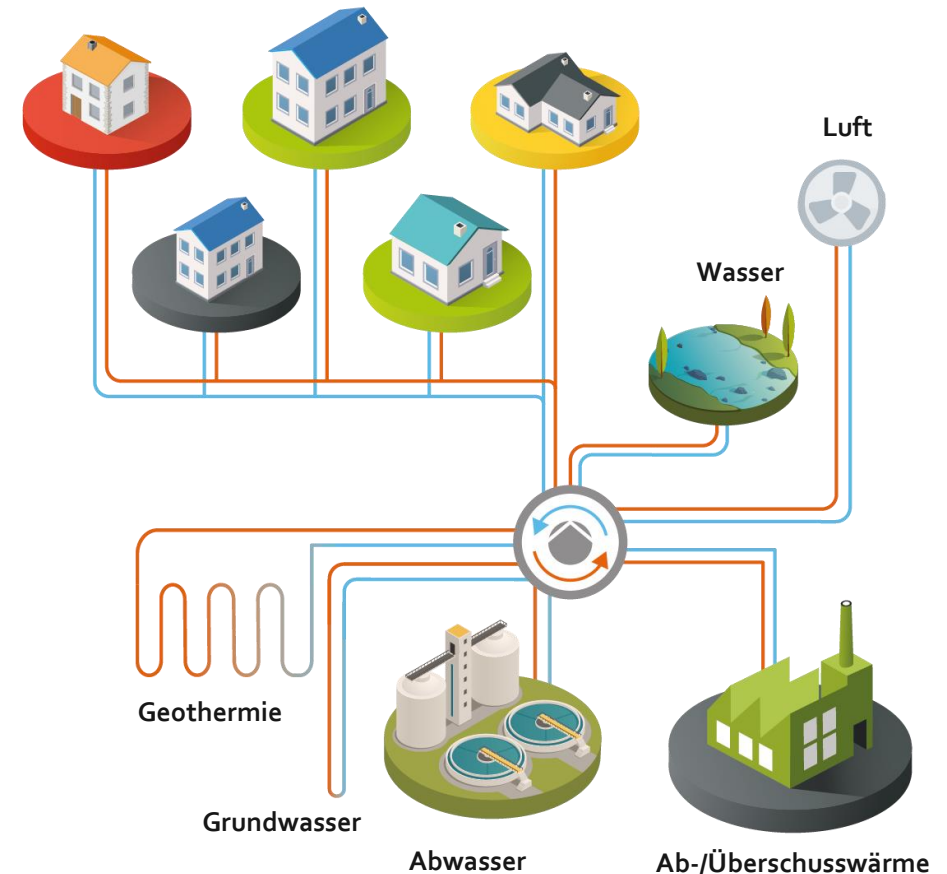 Luft
Wasser
Geothermie
Grundwasser
Abwasser
Ab-/Überschusswärme